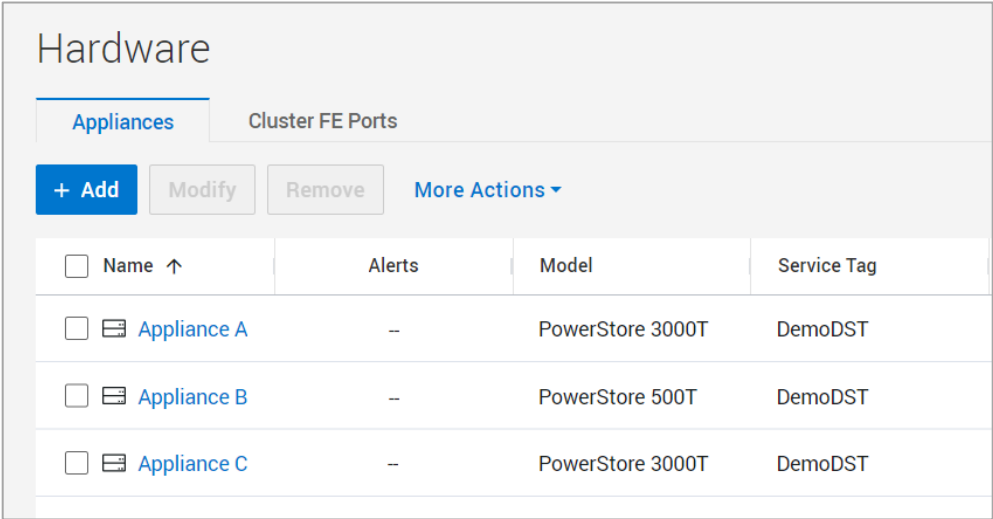 Hardware
Appliances Cluster FE Ports
+ Add Modify Remove More Actions
Name ↑ Alerts Model Service Tag
Appliance A -- PowerStore 3000T DemoDST
Appliance B -- PowerStore 500T DemoDST
Appliance C -- PowerStore 3000T DemoDST